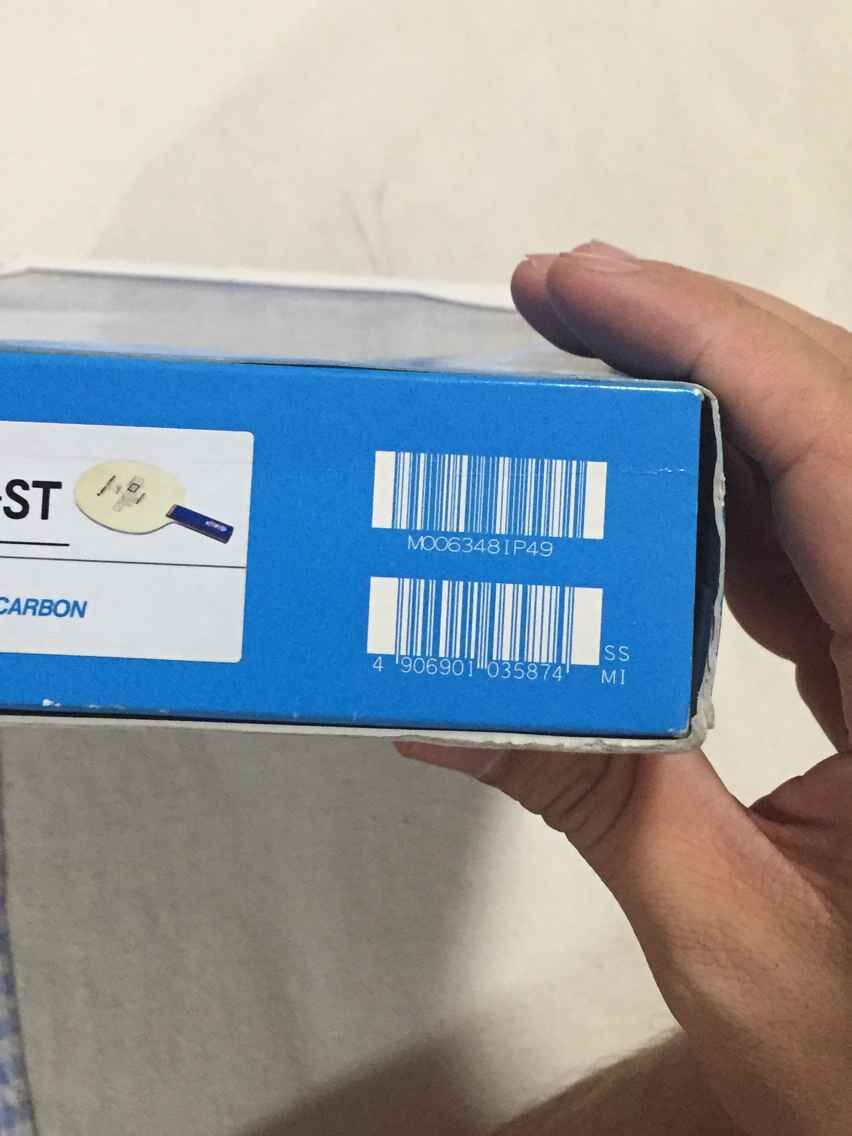 -ST
CARBON
M006348IP49
4 906901 035874
SS
MI